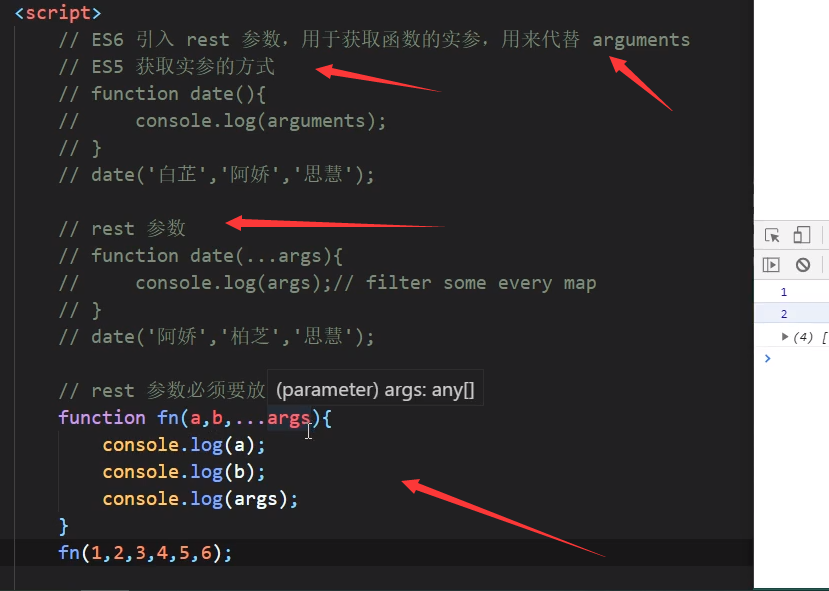 <script>
// ES6 引入 rest 参数，用于获取函数的实参，用来代替 arguments
// ES5 获取实参的方式
// function date(){
//     console.log(arguments);
// }
// date('白芷','阿娇','思慧');
// rest 参数
// function date(...args){
//     console.log(args);// filter some every map
// }
// date('阿娇','柏芝','思慧');
// rest 参数必须要放
(parameter) args: any[]
function fn(a,b,...args){
    console.log(a);
    console.log(b);
    console.log(args);
}
fn(1,2,3,4,5,6);
1
2
(4) [